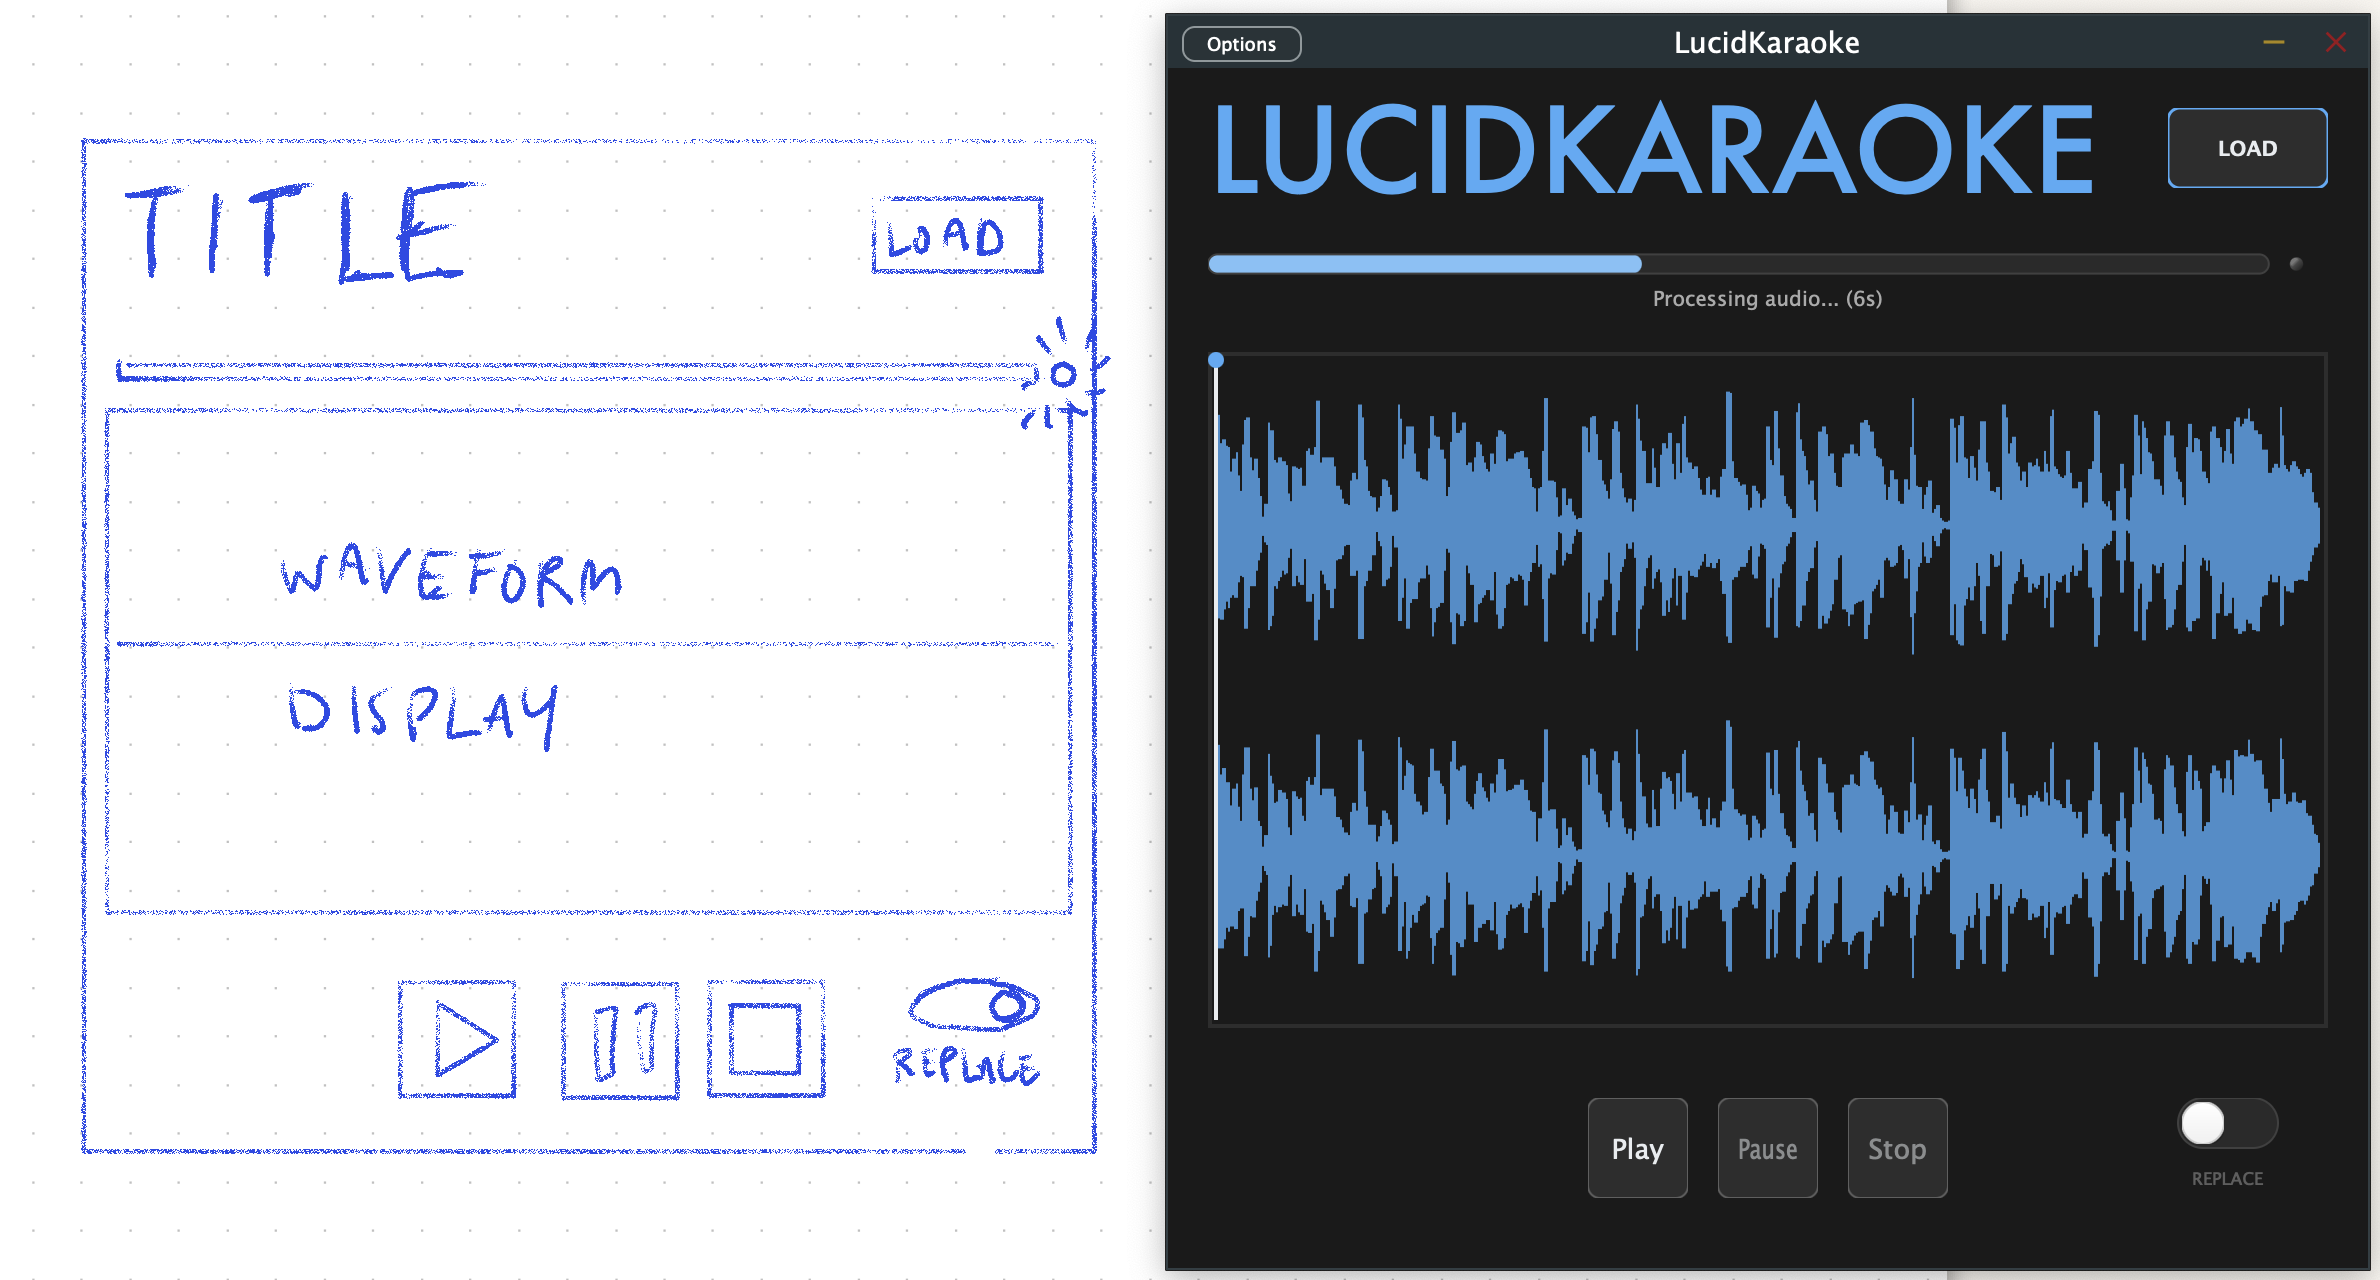 TITLE
LOAD
WAVEFORM
DISPLAY
REPLACE
Options
LucidKaraoke
LUCIDKARAOKE
LOAD
Processing audio... (6s)
Play
Pause
Stop
REPLACE